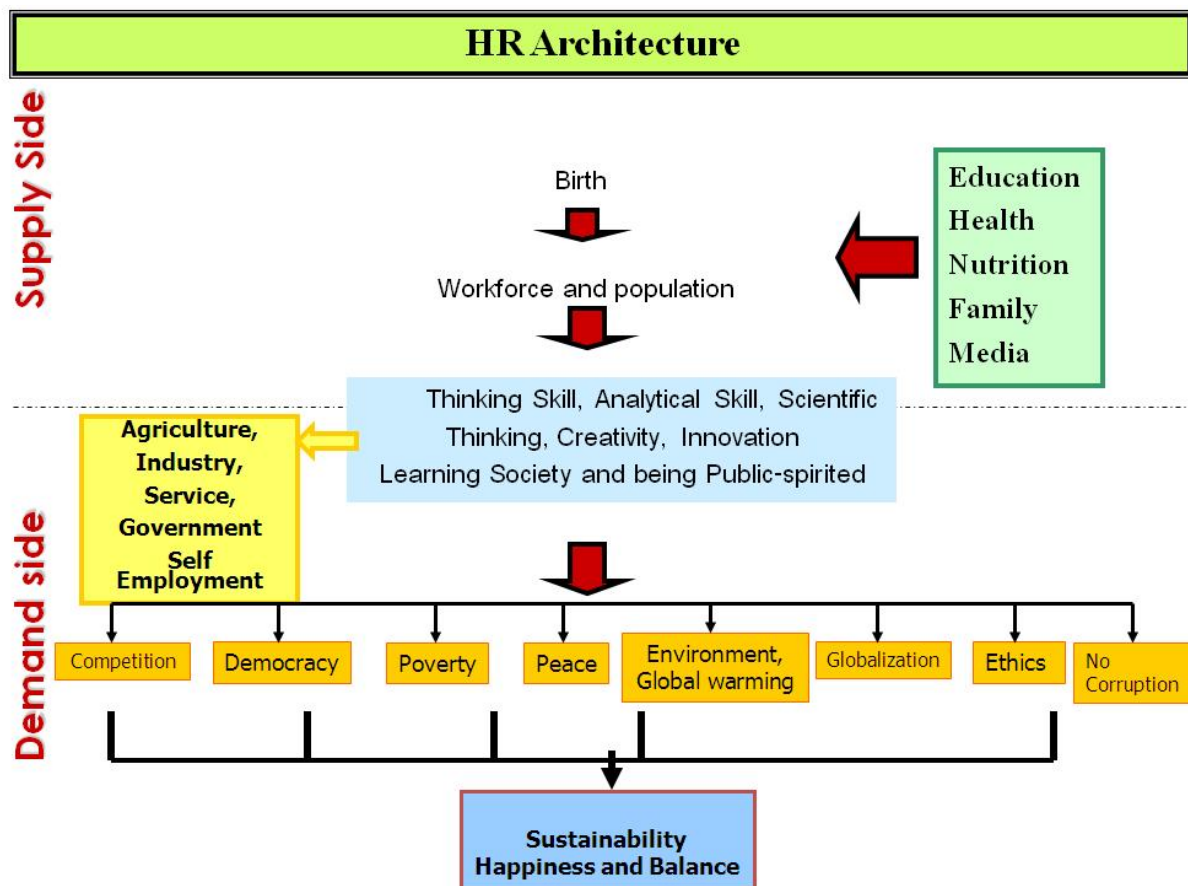 HR Architecture
Supply Side
Birth
Workforce and population
Education
Health
Nutrition
Family
Media
Thinking Skill, Analytical Skill, Scientific
Thinking, Creativity, Innovation
Learning Society and being Public-spirited
Demand side
Agriculture,
Industry,
Service,
Government
Self
Employment
Competition
Democracy
Poverty
Peace
Environment,
Global warming
Globalization
Ethics
No
Corruption
Sustainability
Happiness and Balance